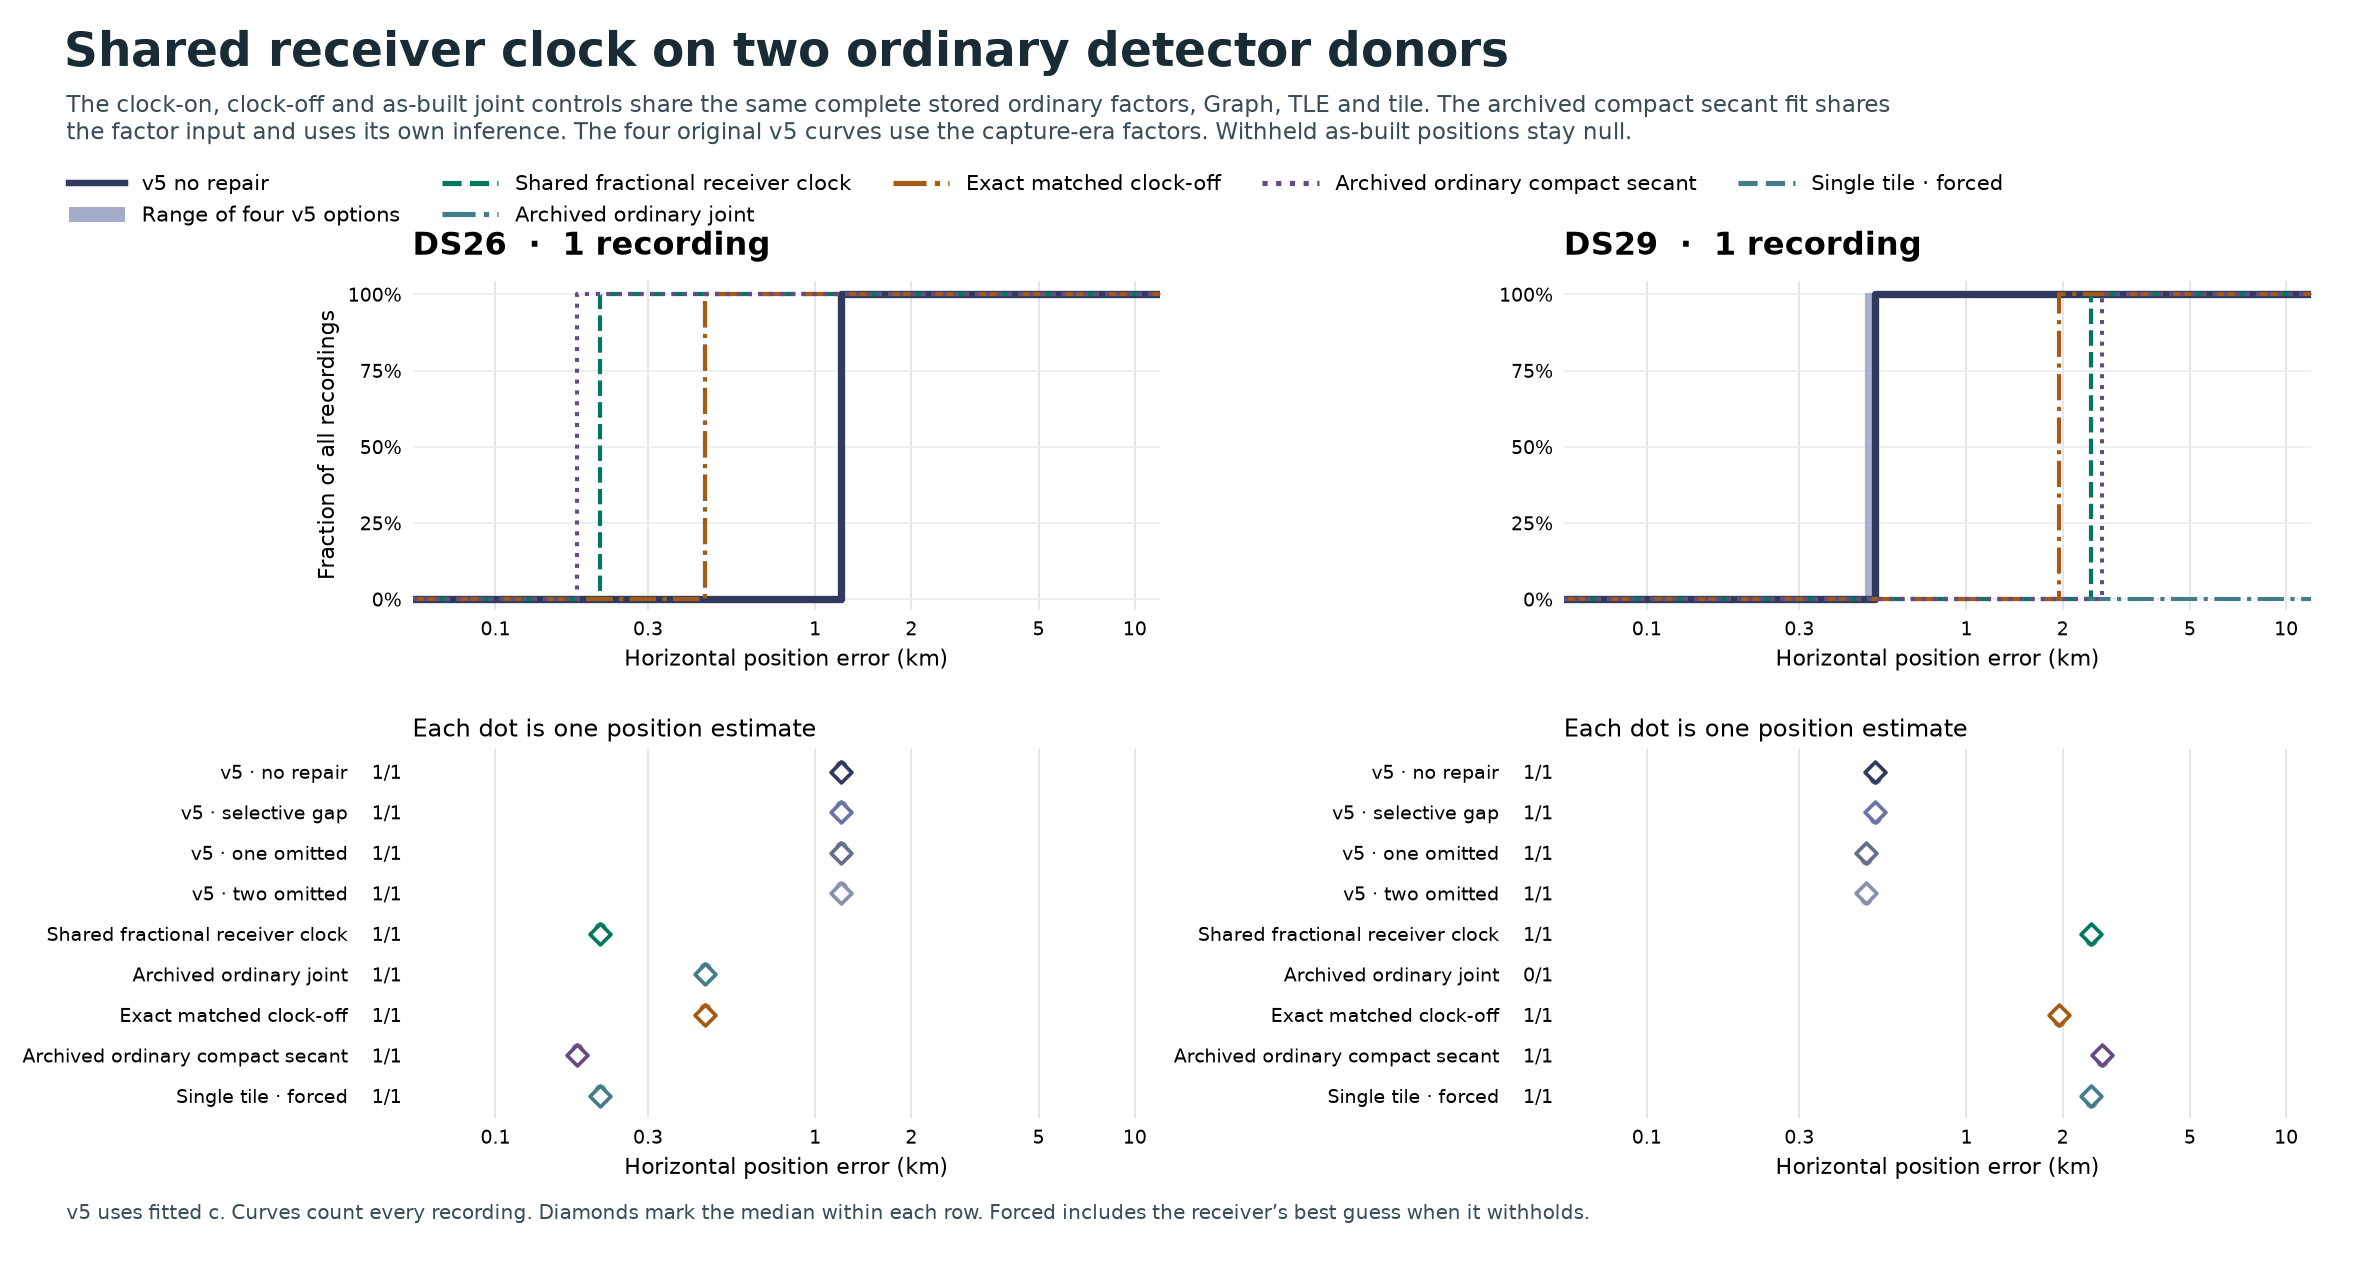 Shared receiver clock on two ordinary detector donors
The clock-on, clock-off and as-built joint controls share the same complete stored ordinary factors, Graph, TLE and tile. The archived compact secant fit shares
the factor input and uses its own inference. The four original v5 curves use the capture-era factors. Withheld as-built positions stay null.
v5 no repair
Shared fractional receiver clock
Exact matched clock-off
Archived ordinary compact secant
Single tile · forced
Range of four v5 options
Archived ordinary joint
DS26 · 1 recording
Fraction of all recordings
100%
75%
50%
25%
0%
0.1 0.3 1 2 5 10
Horizontal position error (km)
DS29 · 1 recording
100%
75%
50%
25%
0%
0.1 0.3 1 2 5 10
Horizontal position error (km)
Each dot is one position estimate
v5 · no repair 1/1
v5 · selective gap 1/1
v5 · one omitted 1/1
v5 · two omitted 1/1
Shared fractional receiver clock 1/1
Archived ordinary joint 1/1
Exact matched clock-off 1/1
Archived ordinary compact secant 1/1
Single tile · forced 1/1
0.1 0.3 1 2 5 10
Horizontal position error (km)
Each dot is one position estimate
v5 · no repair 1/1
v5 · selective gap 1/1
v5 · one omitted 1/1
v5 · two omitted 1/1
Shared fractional receiver clock 1/1
Archived ordinary joint 0/1
Exact matched clock-off 1/1
Archived ordinary compact secant 1/1
Single tile · forced 1/1
0.1 0.3 1 2 5 10
Horizontal position error (km)
v5 uses fitted c. Curves count every recording. Diamonds mark the median within each row. Forced includes the receiver’s best guess when it withholds.